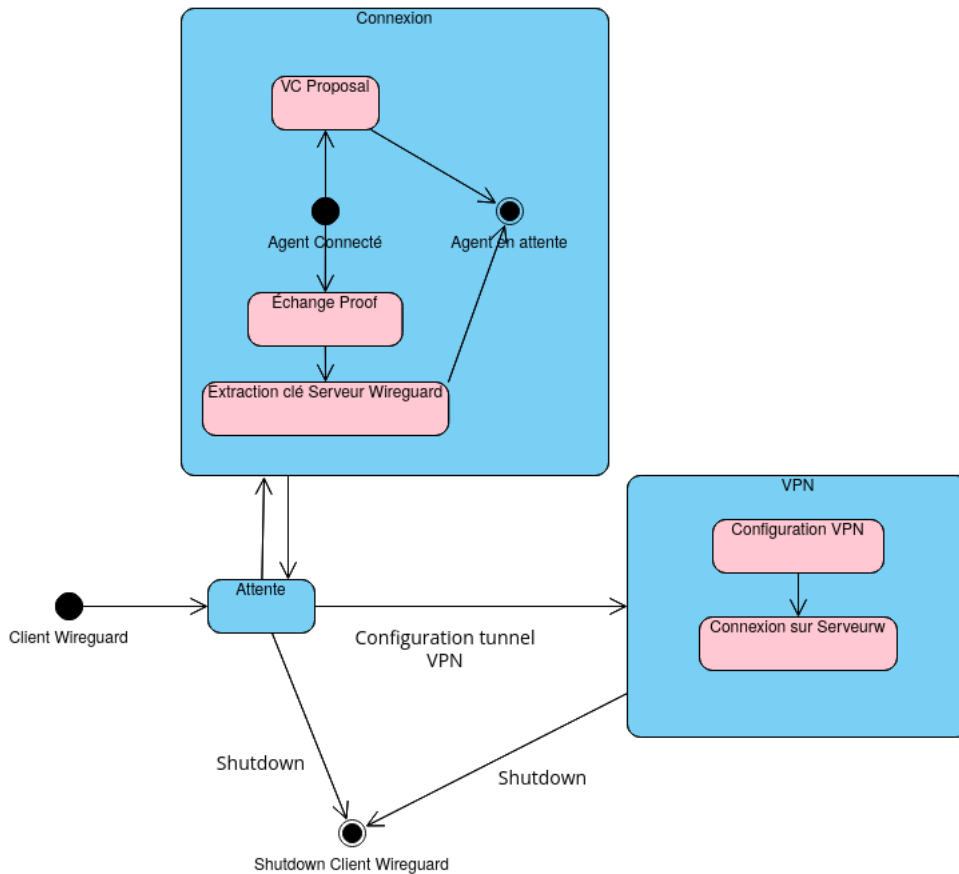 Connexion
VC Proposal
Agent Connecté
Agent en attente
Échange Proof
Extraction clé Serveur Wireguard
VPN
Configuration VPN
Attente
Client Wireguard
Configuration tunnel
VPN
Connexion sur Serveurw
Shutdown
Shutdown
Shutdown Client Wireguard